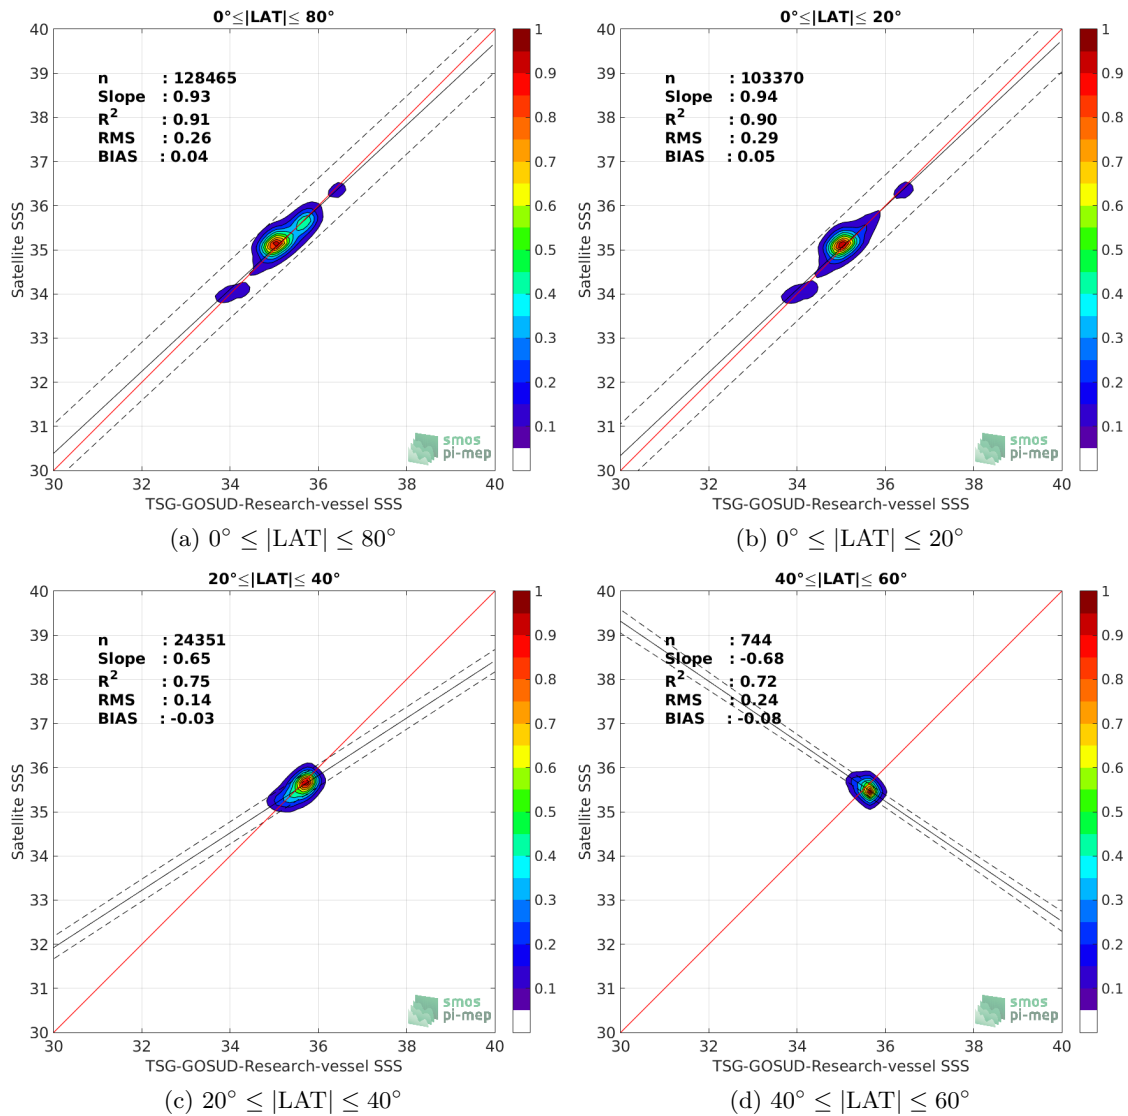 0°≤|LAT|≤ 80°
40
39
38
37
36
35
34
33
32
31
30
Satellite SSS
n : 128465
Slope : 0.93
R2 : 0.91
RMS : 0.26
BIAS : 0.04
smos
pi-mep
30 32 34 36 38 40
TSG-GOSUD-Research-vessel SSS
1
0.9
0.8
0.7
0.6
0.5
0.4
0.3
0.2
0.1
(a) 0° ≤ |LAT| ≤ 80°
0°≤|LAT|≤ 20°
40
39
38
37
36
35
34
33
32
31
30
Satellite SSS
n : 103370
Slope : 0.94
R2 : 0.90
RMS : 0.29
BIAS : 0.05
smos
pi-mep
30 32 34 36 38 40
TSG-GOSUD-Research-vessel SSS
1
0.9
0.8
0.7
0.6
0.5
0.4
0.3
0.2
0.1
(b) 0° ≤ |LAT| ≤ 20°
20°≤|LAT|≤ 40°
40
39
38
37
36
35
34
33
32
31
30
Satellite SSS
n : 24351
Slope : 0.65
R2 : 0.75
RMS : 0.14
BIAS : -0.03
smos
pi-mep
30 32 34 36 38 40
TSG-GOSUD-Research-vessel SSS
1
0.9
0.8
0.7
0.6
0.5
0.4
0.3
0.2
0.1
(c) 20° ≤ |LAT| ≤ 40°
40°≤|LAT|≤ 60°
40
39
38
37
36
35
34
33
32
31
30
Satellite SSS
n : 744
Slope : -0.68
R2 : 0.72
RMS : 0.24
BIAS : -0.08
smos
pi-mep
30 32 34 36 38 40
TSG-GOSUD-Research-vessel SSS
1
0.9
0.8
0.7
0.6
0.5
0.4
0.3
0.2
0.1
(d) 40° ≤ |LAT| ≤ 60°